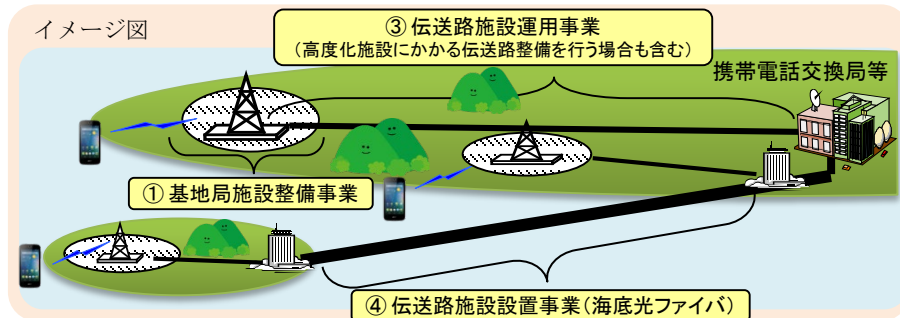 イメージ図
③ 伝送路施設運用事業
(高度化施設にかかる伝送路整備を行う場合も含む)
携帯電話交換局等
① 基地局施設整備事業
④ 伝送路施設設置事業(海底光ファイバ)